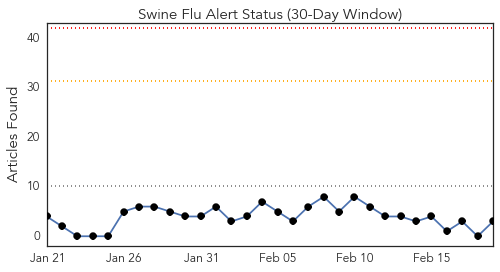 Swine Flu Alert Status (30-Day Window)
Articles Found
40
30
20
10
0
Jan 21 Jan 26 Jan 31 Feb 05 Feb 10 Feb 15